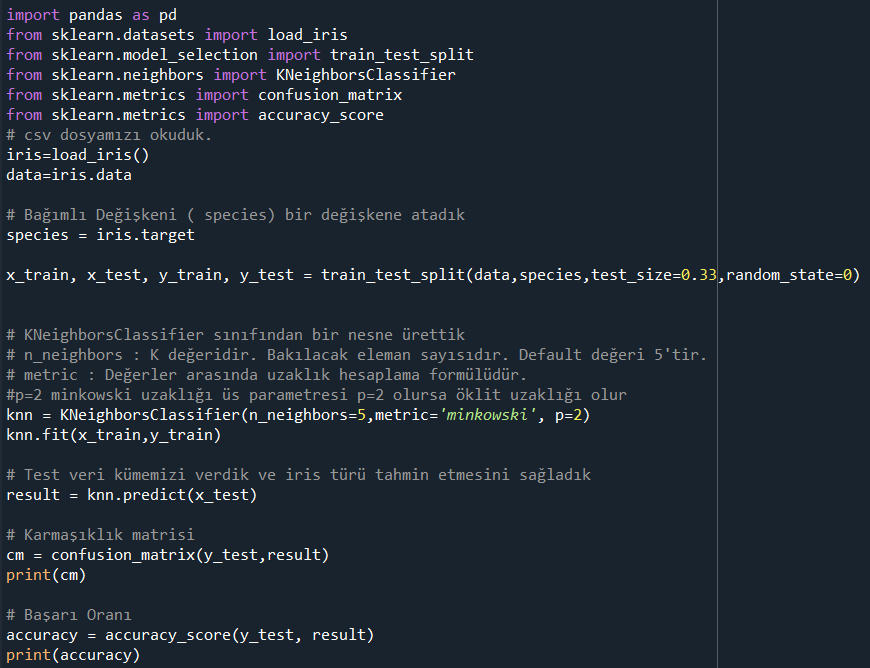 import pandas as pd
from sklearn.datasets import load_iris
from sklearn.model_selection import train_test_split
from sklearn.neighbors import KNeighborsClassifier
from sklearn.metrics import confusion_matrix
from sklearn.metrics import accuracy_score
# csv dosyamızı okuduk.
iris=load_iris()
data=iris.data
# Bağımlı Değişkeni ( species) bir değişkene atadık
species = iris.target
x_train, x_test, y_train, y_test = train_test_split(data,species,test_size=0.33,random_state=0)
# KNeighborsClassifier sınıfından bir nesne ürettik
# n_neighbors : K değeridir. Bakılacak eleman sayısıdır. Default değeri 5'tir.
# metric : Değerler arasında uzaklık hesaplama formülüdür.
#p=2 minkowski uzaklığı üs parametresi p=2 olursa öklit uzaklığı olur
knn = KNeighborsClassifier(n_neighbors=5,metric='minkowski', p=2)
knn.fit(x_train,y_train)
# Test veri kümemizi verdik ve iris türü tahmin etmesini sağladık
result = knn.predict(x_test)
# Karmaşıklık matrisi
cm = confusion_matrix(y_test,result)
print(cm)
# Başarı Oranı
accuracy = accuracy_score(y_test, result)
print(accuracy)